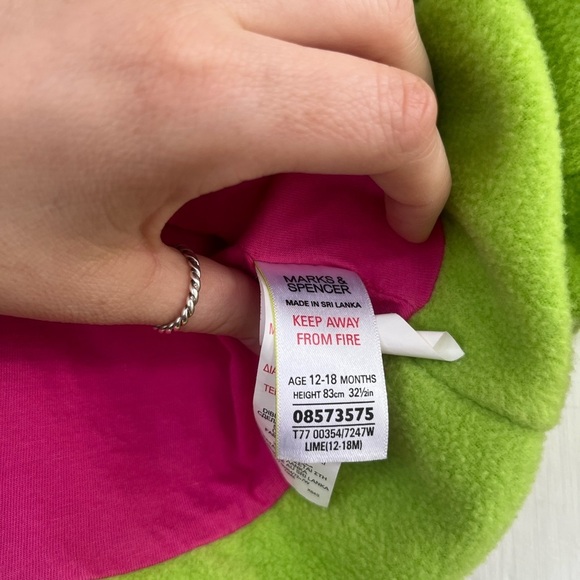 MARKS &
SPENCER
MADE IN SRI LANKA
KEEP AWAY
FROM FIRE
AGE 12-18 MONTHS
HEIGHT 83cm 32½in
08573575
T77 00354/7247W
LIME(12-18M)